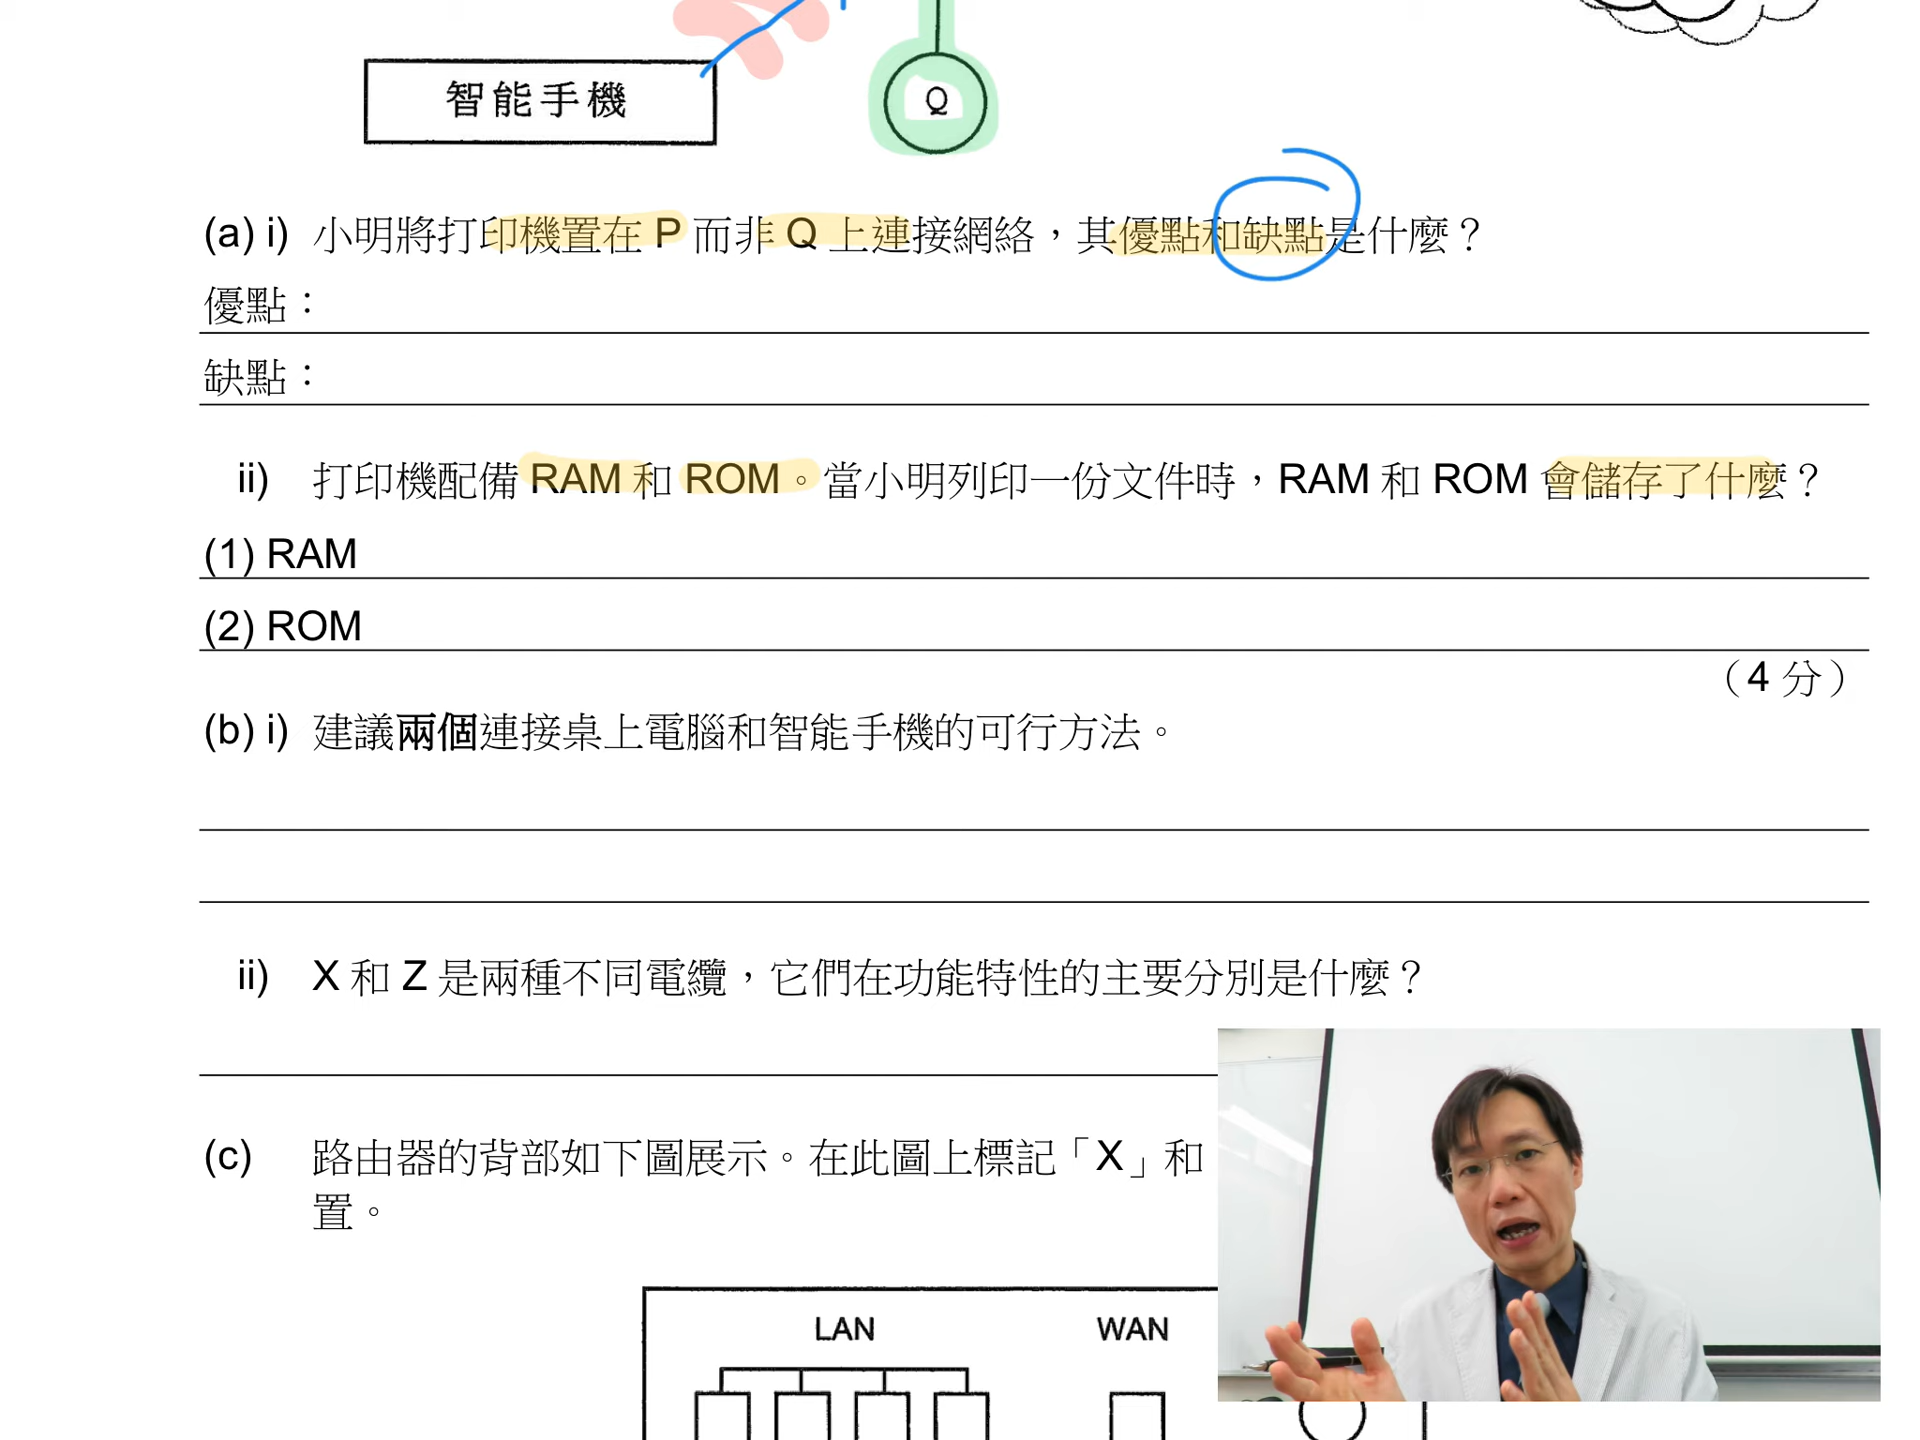 智能手機
Q
(a) i) 小明將打印機置在 P 而非 Q 上連接網絡，其優點和缺點是什麼？
優點：
缺點：
ii) 打印機配備 RAM 和 ROM。當小明列印一份文件時，RAM 和 ROM 會儲存了什麼？
(1) RAM
(2) ROM
（4 分）
(b) i) 建議兩個連接桌上電腦和智能手機的可行方法。
ii) X 和 Z 是兩種不同電纜，它們在功能特性的主要分別是什麼？
(c) 路由器的背部如下圖展示。在此圖上標記「X」和
置。
LAN WAN